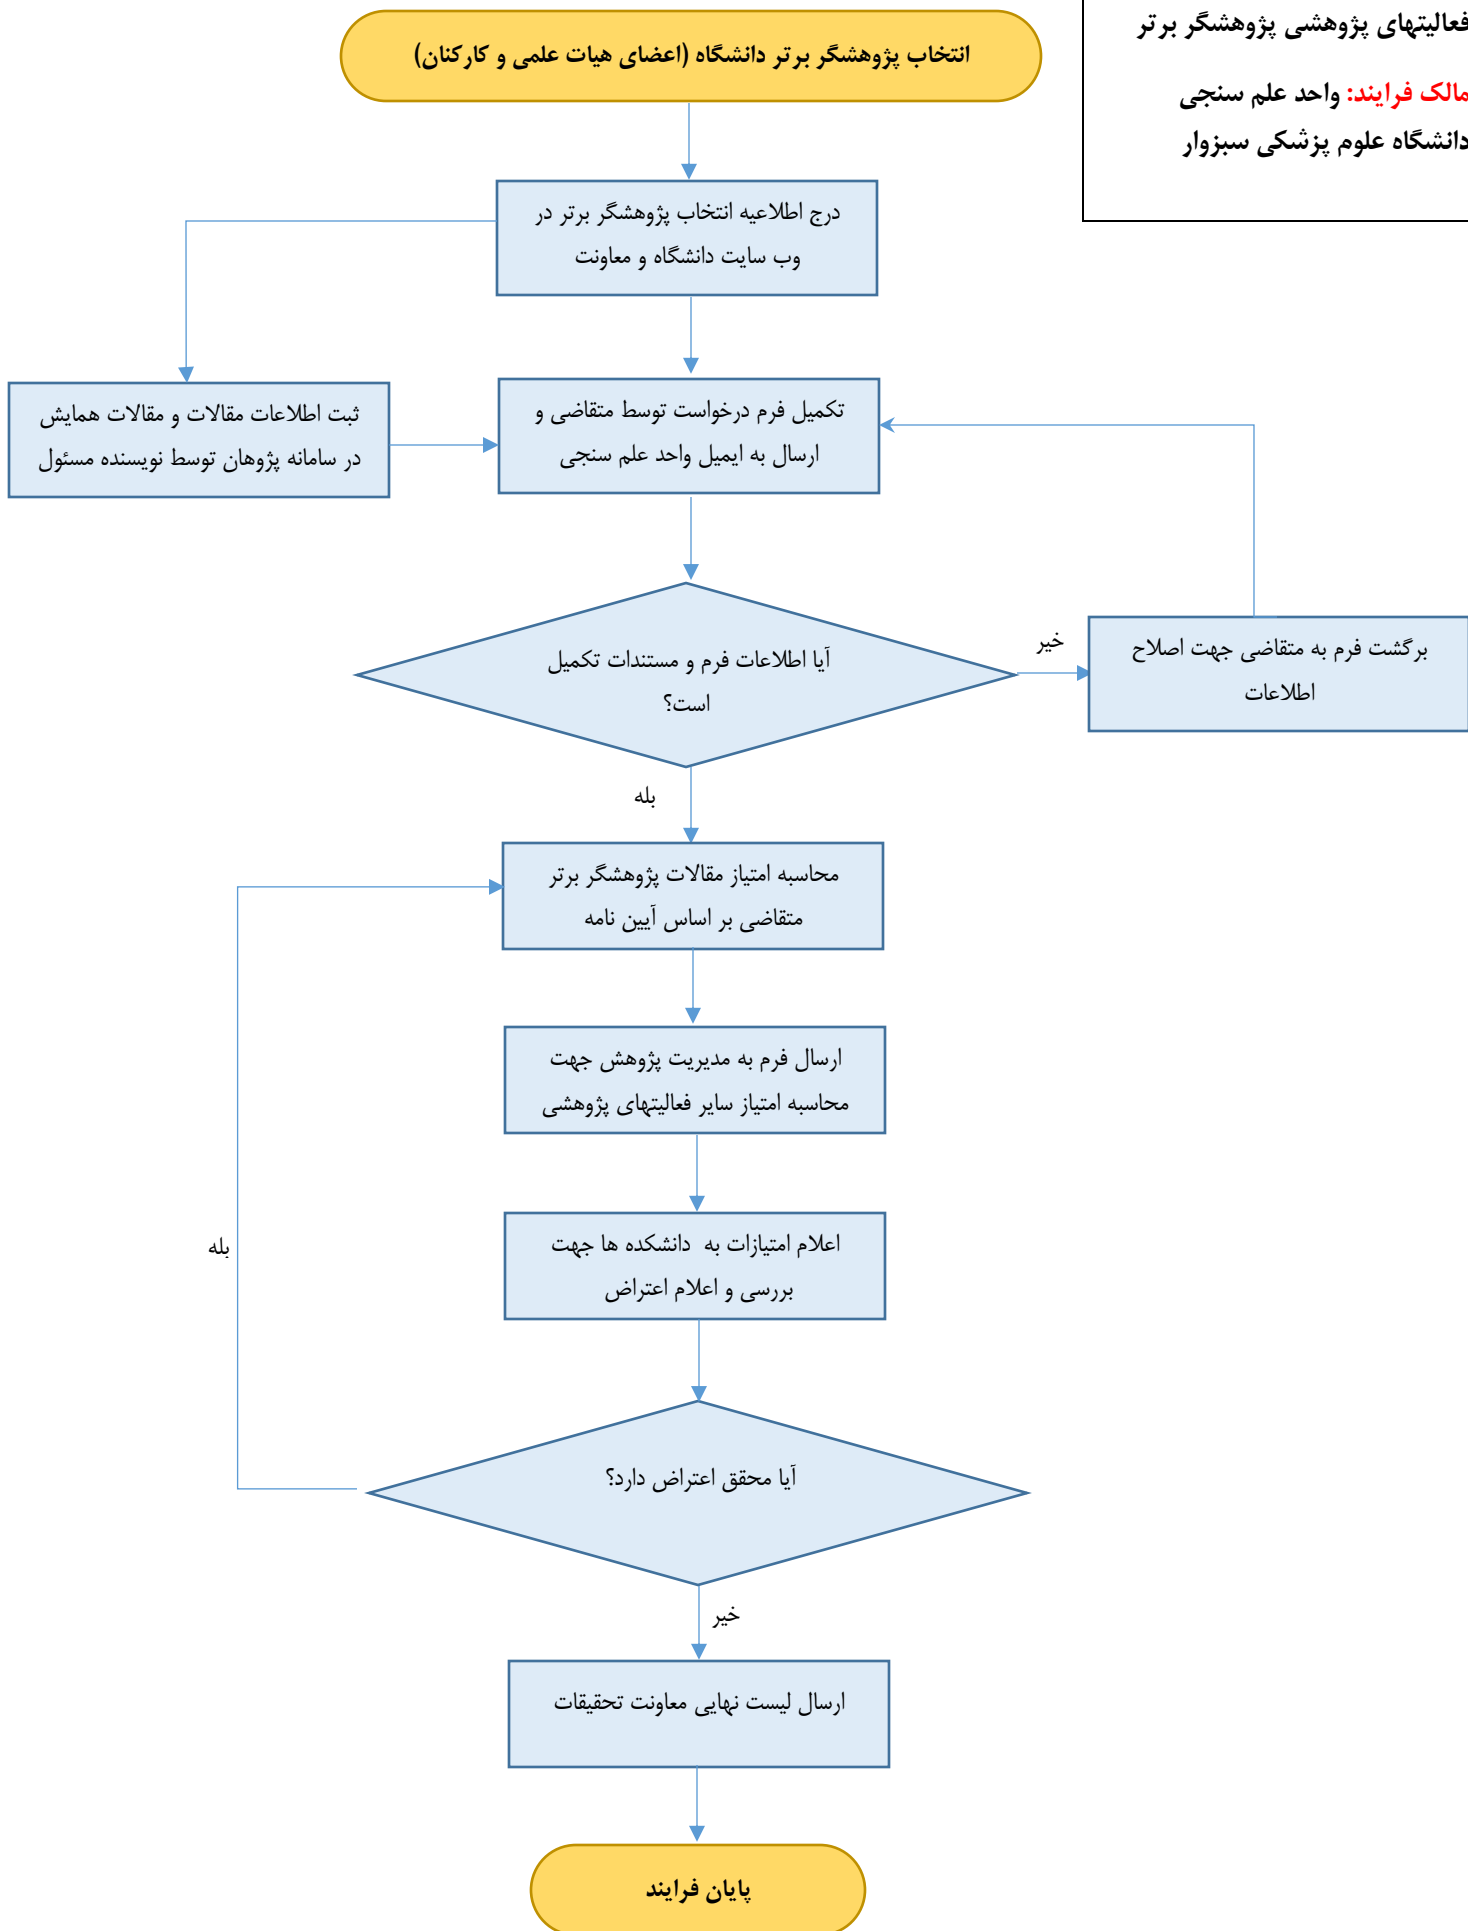 فعالیتهای پژوهشی پژوهشگر برتر
مالک فرایند: واحد علم سنجی
دانشگاه علوم پزشکی سبزوار
انتخاب پژوهشگر برتر دانشگاه (اعضای هیات علمی و کارکنان)
درج اطلاعیه انتخاب پژوهشگر برتر در
وب سایت دانشگاه و معاونت
تکمیل فرم درخواست توسط متقاضی و
ارسال به ایمیل واحد علم سنجی
ثبت اطلاعات مقالات و مقالات همایش
در سامانه پژوهان توسط نویسنده مسئول
آیا اطلاعات فرم و مستندات تکمیل
است؟
خیر
برگشت فرم به متقاضی جهت اصلاح
اطلاعات
بله
محاسبه امتیاز مقالات پژوهشگر برتر
متقاضی بر اساس آیین نامه
ارسال فرم به مدیریت پژوهش جهت
محاسبه امتیاز سایر فعالیتهای پژوهشی
اعلام امتیازات به دانشکده ها جهت
بررسی و اعلام اعتراض
بله
آیا محقق اعتراض دارد؟
خیر
ارسال لیست نهایی معاونت تحقیقات
پایان فرایند